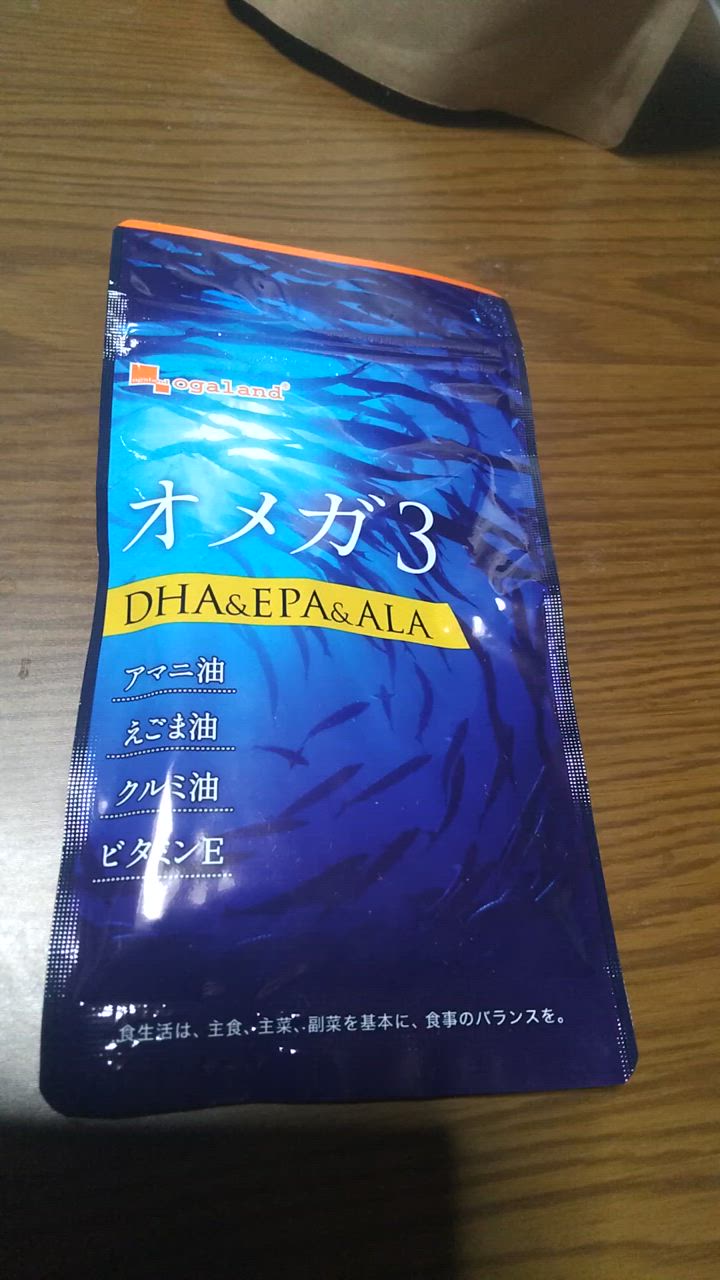 ogaland®
オメガ3
DHA&EPA&ALA
アマニ油
えごま油
クルミ油
ビタミンE
食生活は、主食、主菜、副菜を基本に、食事のバランスを。